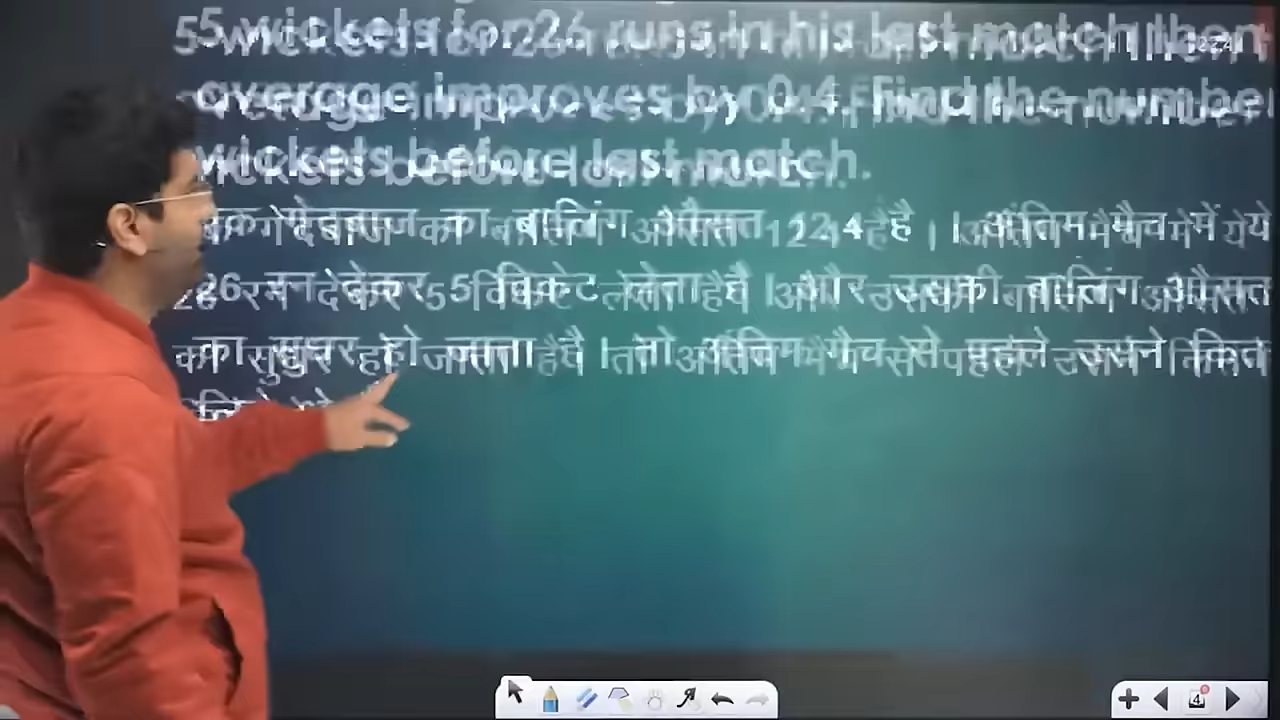 5 wickets for 26 runs in his last match then
average improves by 0.4. Find the number
wickets before last match.
गेंदबाज का बालिंग औसत 12.4 है । अंतिम मैच में ये
26 रन देकर 5 विकेट लेता है । और उसकी बालिंग औसत
का सुधार हो जाता है । तो अंतिम मैच से पहले उसने
4